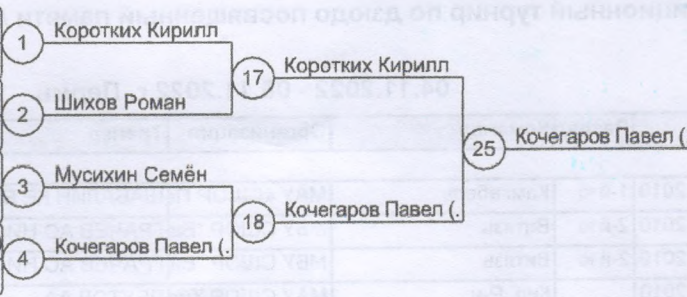 1
Коротких Кирилл
2
Шихов Роман
17
Коротких Кирилл
3
Мусихин Семён
4
Кочегаров Павел (.
18
Кочегаров Павел (.
25
Кочегаров Павел (